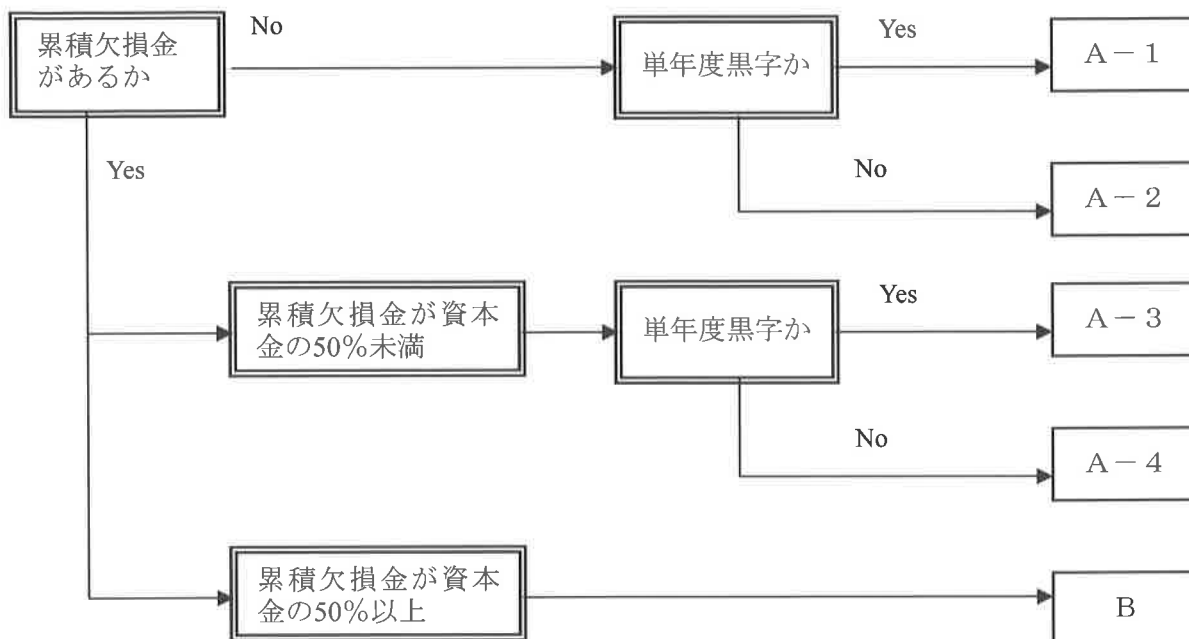 累積欠損金
があるか
No
単年度黒字か
Yes
A－1
Yes
No
A－2
累積欠損金が資本
金の50％未満
単年度黒字か
Yes
A－3
No
A－4
累積欠損金が資本
金の50％以上
B